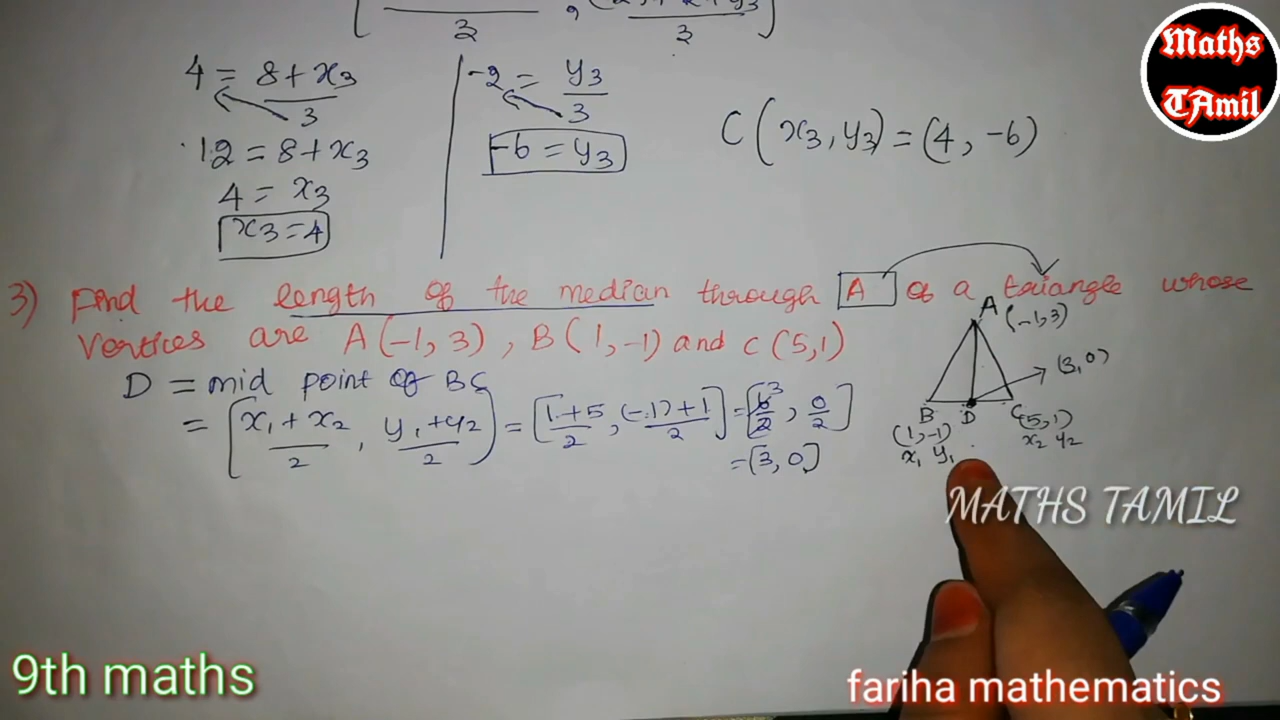 3 , 3
4 = 8 + x3 / 3
12 = 8 + x3
4 = x3
x3 = 4
-2 = y3 / 3
-6 = y3
C (x3, y3) = (4, -6)
Maths
TAmil
3) Find the length of the median through A of a triangle whose
vertices are A(-1, 3), B(1, -1) and C(5, 1)
D = mid point of BC
= [x1 + x2 / 2, y1 + y2 / 2) = [1 + 5 / 2, (-1) + 1 / 2] = [6 3 / 2, 0 / 2]
= [3, 0]
A (-1, 3)
(3, 0)
B D C
(1, -1) (5, 1)
x1 y1 x2 y2
MATHS TAMIL
9th maths
fariha mathematics